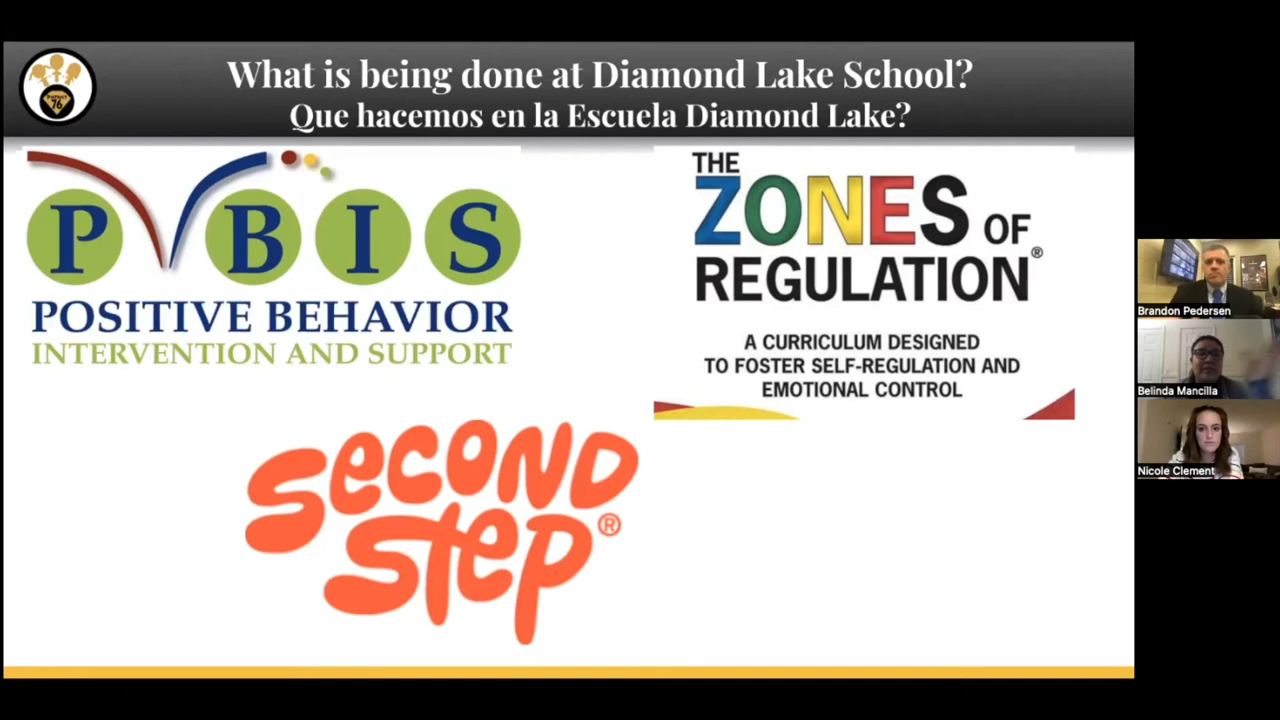 What is being done at Diamond Lake School?
Que hacemos en la Escuela Diamond Lake?
DISTRICT
76
P B I S
POSITIVE BEHAVIOR
INTERVENTION AND SUPPORT
THE
ZONES OF
REGULATION®
A CURRICULUM DESIGNED
TO FOSTER SELF-REGULATION AND
EMOTIONAL CONTROL
Second
Step®
Brandon Pedersen
Belinda Mancilla
Nicole Clement